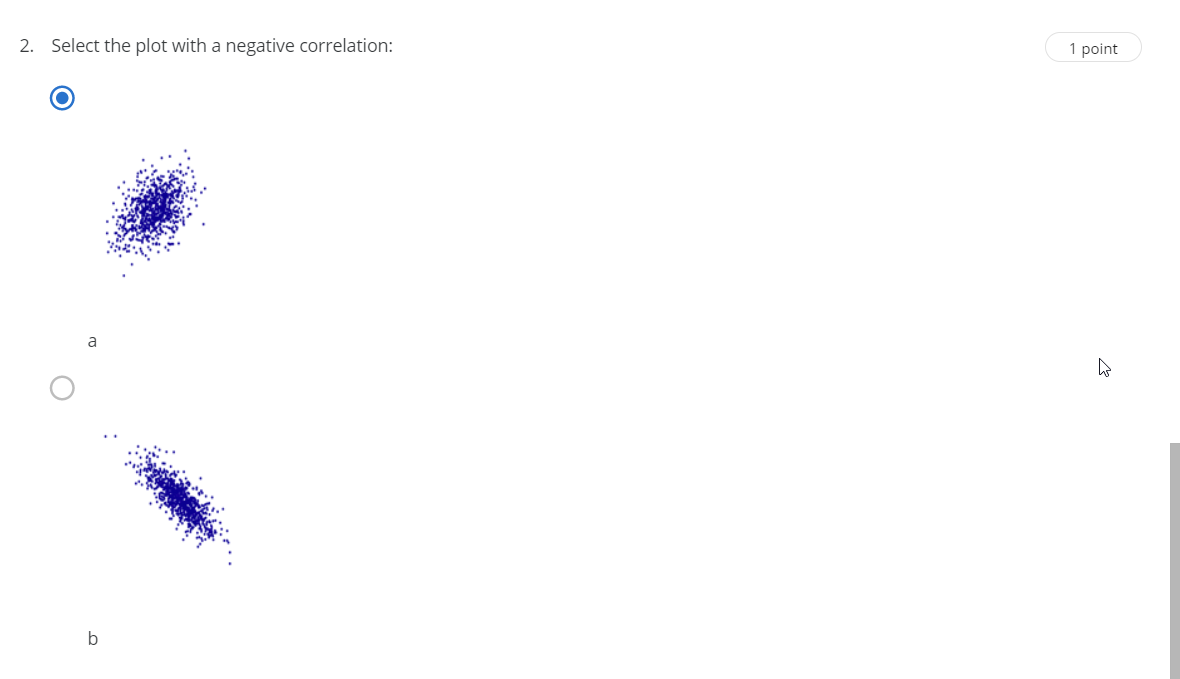 2. Select the plot with a negative correlation:
1 point
a
b